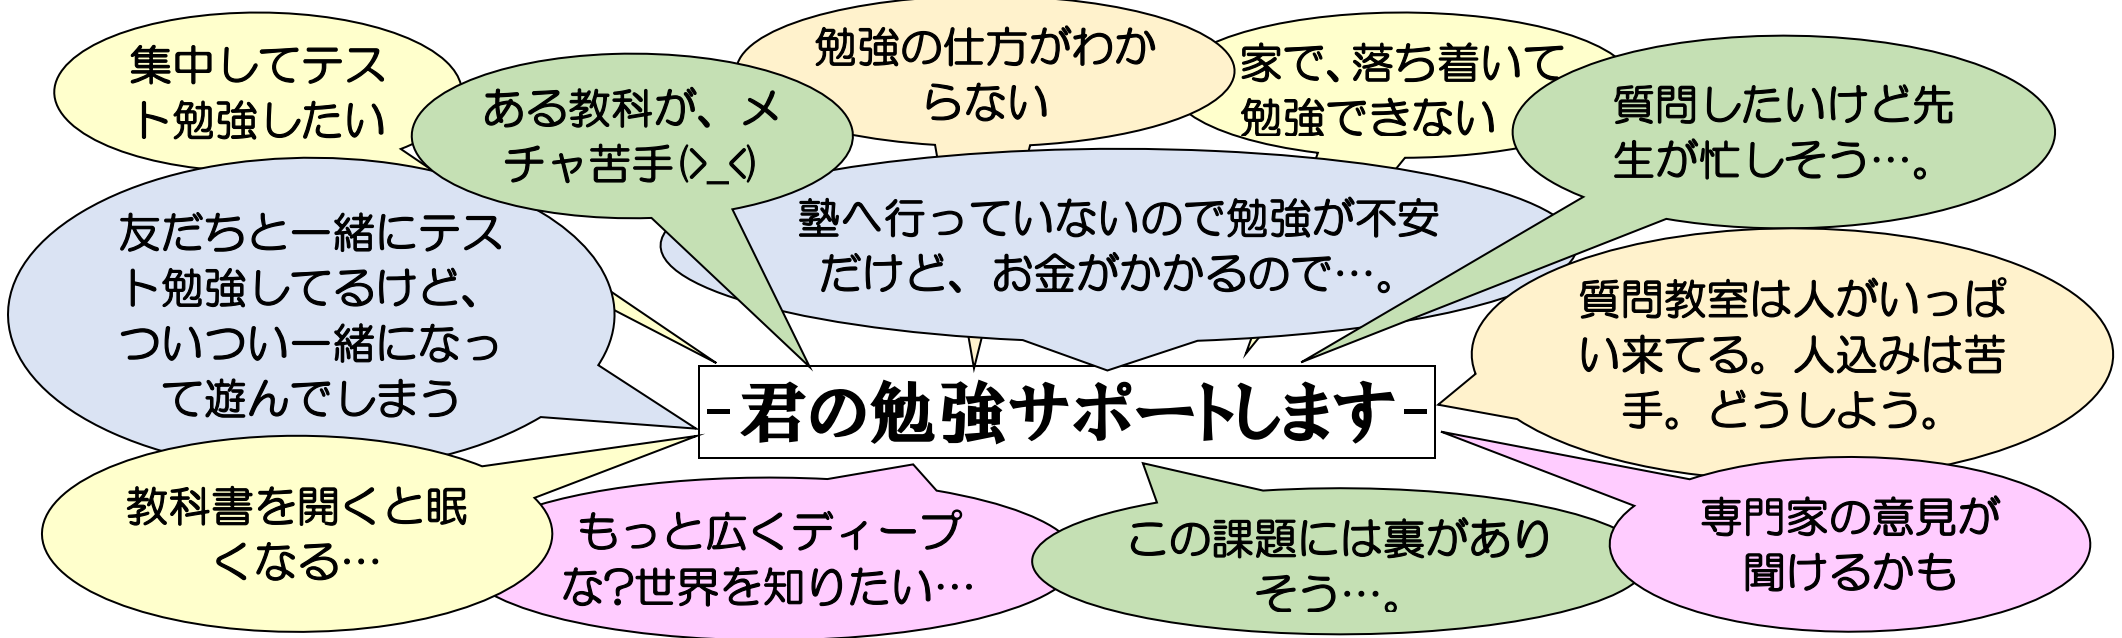 集中してテス
ト勉強したい
ある教科が、メ
チャ苦手(>_<)
勉強の仕方がわか
らない
家で、落ち着いて
勉強できない
質問したいけど先
生が忙しそう…。
友だちと一緒にテス
ト勉強してるけど、
ついつい一緒になっ
て遊んでしまう
塾へ行っていないので勉強が不安
だけど、お金がかかるので…。
質問教室は人がいっぱ
い来てる。人込みは苦
手。どうしよう。
-君の勉強サポートします-
教科書を開くと眠
くなる…
もっと広くディープ
な?世界を知りたい…
この課題には裏があり
そう…。
専門家の意見が
聞けるかも